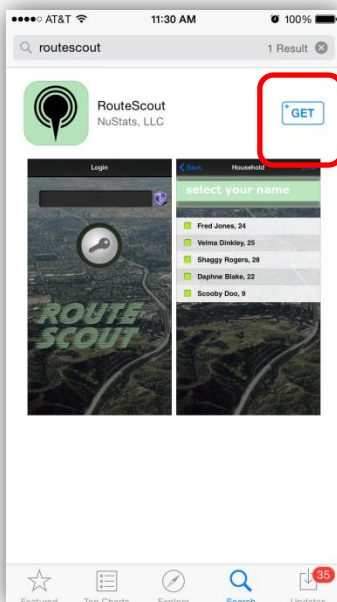 AT&T 11:30 AM 100%
routescout 1 Result
RouteScout
NuStats, LLC
+ GET
Login
ROUTE
SCOUT
Back Household
select your name
Fred Jones, 24
Velma Dinkley, 25
Shaggy Rogers, 28
Daphne Blake, 22
Scooby Doo, 9
35
Featured Top Charts Explore Search Updates